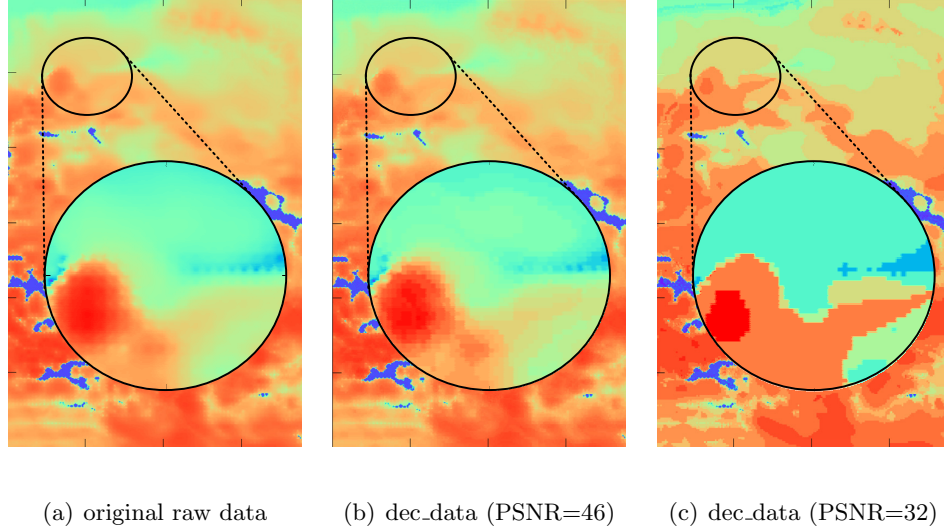 (a) original raw data
(b) dec_data (PSNR=46)
(c) dec_data (PSNR=32)